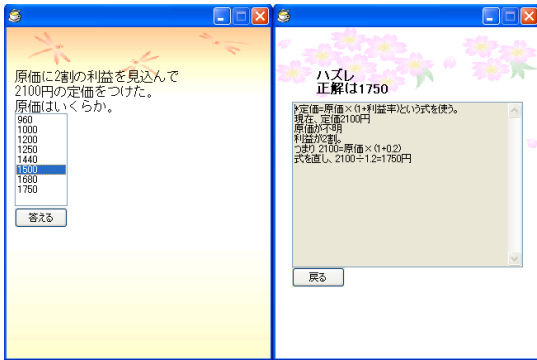 原価に2割の利益を見込んで
2100円の定価をつけた。
原価はいくらか。
960
1000
1200
1250
1440
1500
1680
1750
答える
ハズレ
正解は1750
*定価=原価×(1+利益率)という式を使う。
現在、定価2100円
原価が不明
利益が2割。
つまり 2100=原価×(1+0.2)
式を直し、2100÷1.2=1750円
戻る